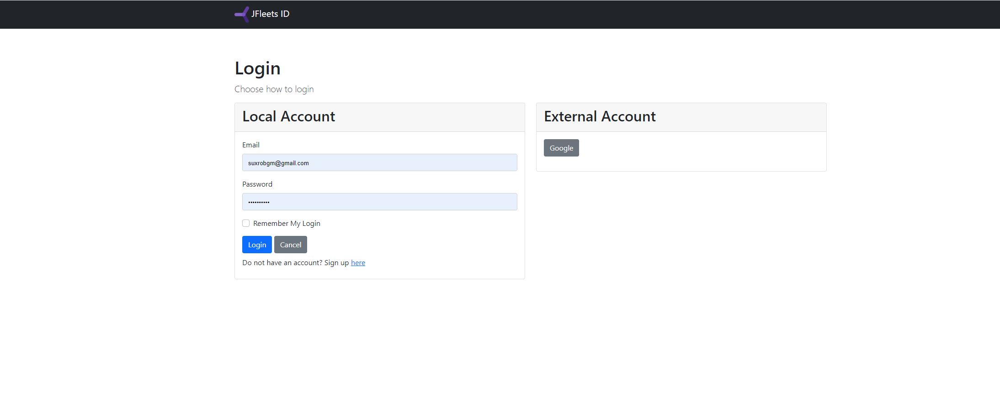 JFleets ID
Login
Choose how to login
Local Account
Email
suxrobgm@gmail.com
Password
••••••••••
Remember My Login
Login Cancel
Do not have an account? Sign up here
External Account
Google